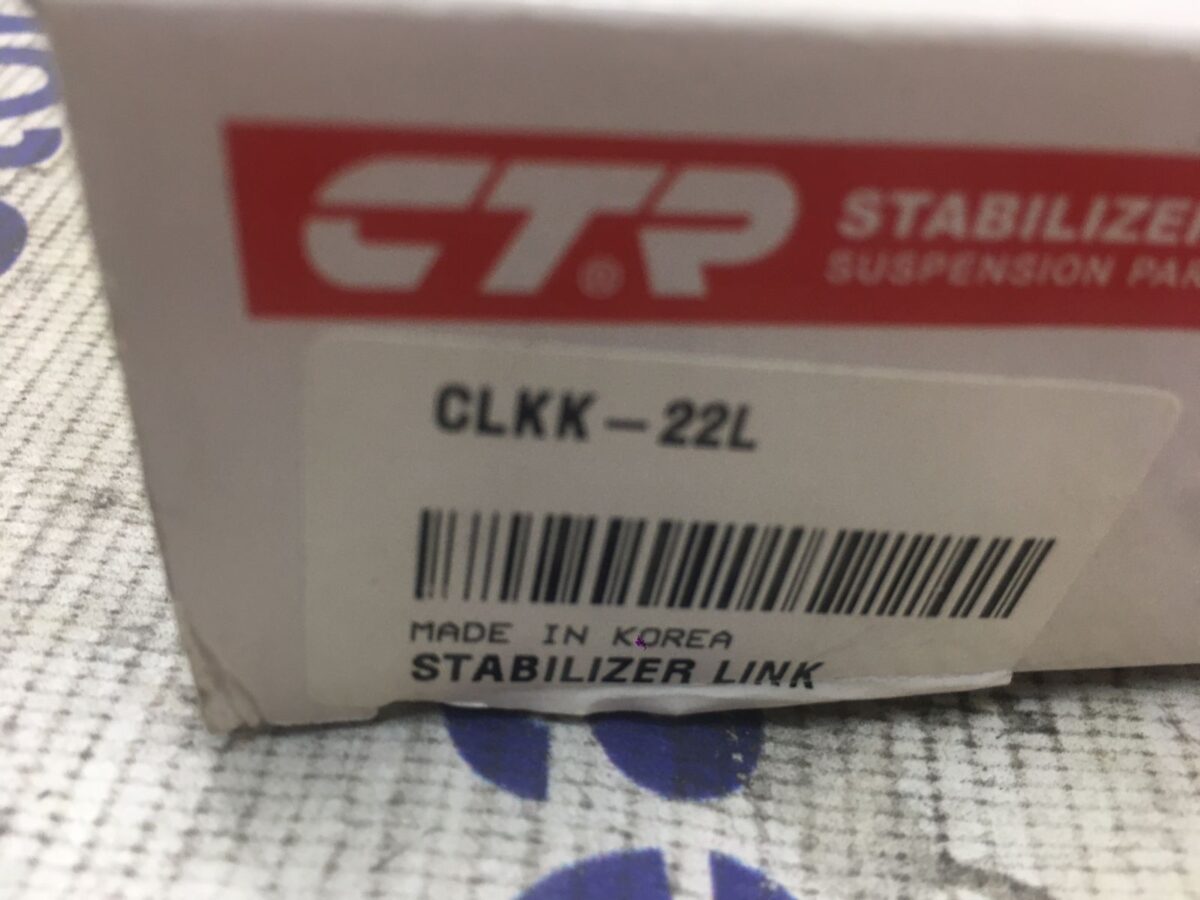 CTR® STABILIZER
SUSPENSION PAR
CLKK-22L
MADE IN KOREA
STABILIZER LINK